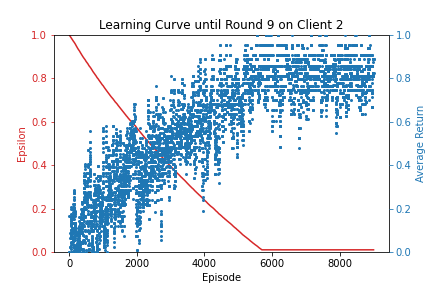 Learning Curve until Round 9 on Client 2
1.0 1.0
0.8 0.8
0.6 0.6
0.4 0.4
0.2 0.2
0.0 0.0
Epsilon
Average Return
0 2000 4000 6000 8000
Episode